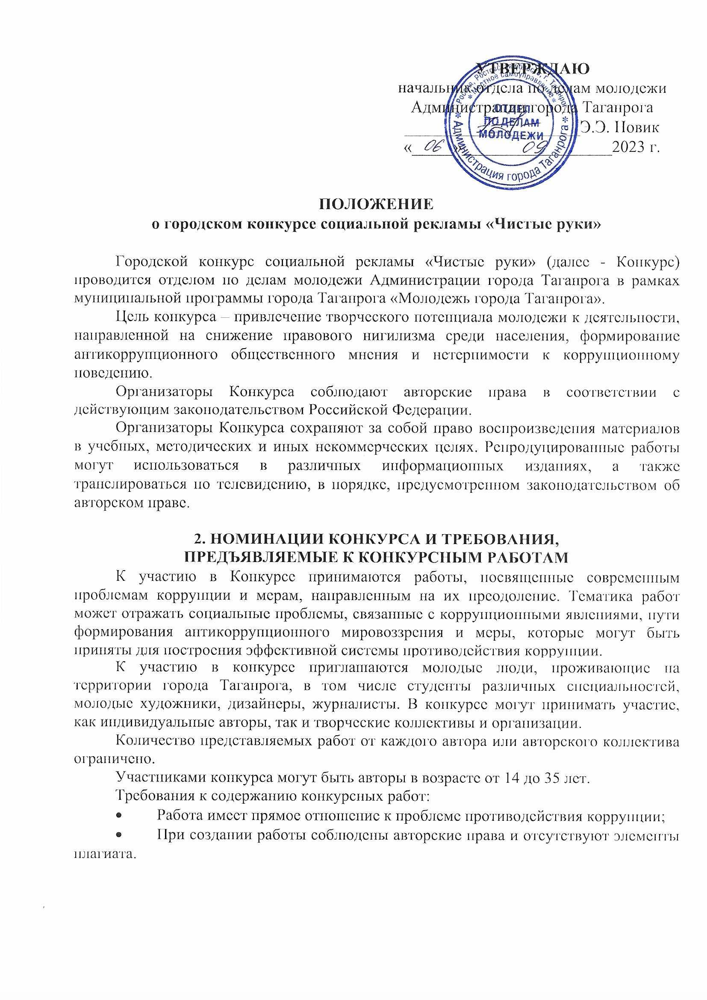 УТВЕРЖДАЮ
начальник отдела по делам молодежи
Администрации города Таганрога
Э.Э. Новик
« 06 » 09 2023 г.
* Россия, Ростовская область, г. Таганрог *
* Местное самоуправление *
ОТДЕЛ
ПО ДЕЛАМ
МОЛОДЕЖИ
Администрация города Таганрога
ПОЛОЖЕНИЕ
о городском конкурсе социальной рекламы «Чистые руки»
Городской конкурс социальной рекламы «Чистые руки» (далее - Конкурс)
проводится отделом по делам молодежи Администрации города Таганрога в рамках
муниципальной программы города Таганрога «Молодежь города Таганрога».
Цель конкурса – привлечение творческого потенциала молодежи к деятельности,
направленной на снижение правового нигилизма среди населения, формирование
антикоррупционного общественного мнения и нетерпимости к коррупционному
поведению.
Организаторы Конкурса соблюдают авторские права в соответствии с
действующим законодательством Российской Федерации.
Организаторы Конкурса сохраняют за собой право воспроизведения материалов
в учебных, методических и иных некоммерческих целях. Репродуцированные работы
могут использоваться в различных информационных изданиях, а также
транслироваться по телевидению, в порядке, предусмотренном законодательством об
авторском праве.
2. НОМИНАЦИИ КОНКУРСА И ТРЕБОВАНИЯ,
ПРЕДЪЯВЛЯЕМЫЕ К КОНКУРСНЫМ РАБОТАМ
К участию в Конкурсе принимаются работы, посвященные современным
проблемам коррупции и мерам, направленным на их преодоление. Тематика работ
может отражать социальные проблемы, связанные с коррупционными явлениями, пути
формирования антикоррупционного мировоззрения и меры, которые могут быть
приняты для построения эффективной системы противодействия коррупции.
К участию в конкурсе приглашаются молодые люди, проживающие на
территории города Таганрога, в том числе студенты различных специальностей,
молодые художники, дизайнеры, журналисты. В конкурсе могут принимать участие,
как индивидуальные авторы, так и творческие коллективы и организации.
Количество представляемых работ от каждого автора или авторского коллектива
ограничено.
Участниками конкурса могут быть авторы в возрасте от 14 до 35 лет.
Требования к содержанию конкурсных работ:
• Работа имеет прямое отношение к проблеме противодействия коррупции;
• При создании работы соблюдены авторские права и отсутствуют элементы
плагиата.